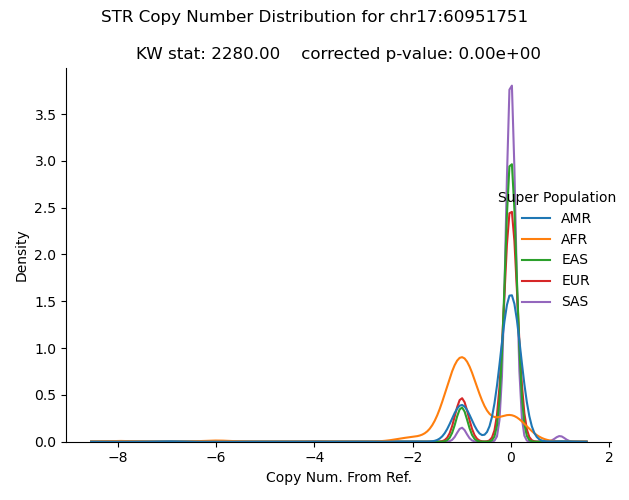 STR Copy Number Distribution for chr17:60951751
KW stat: 2280.00    corrected p-value: 0.00e+00
3.5
3.0
2.5
2.0
1.5
1.0
0.5
0.0
Density
Super Population
AMR
AFR
EAS
EUR
SAS
−8 −6 −4 −2 0 2
Copy Num. From Ref.